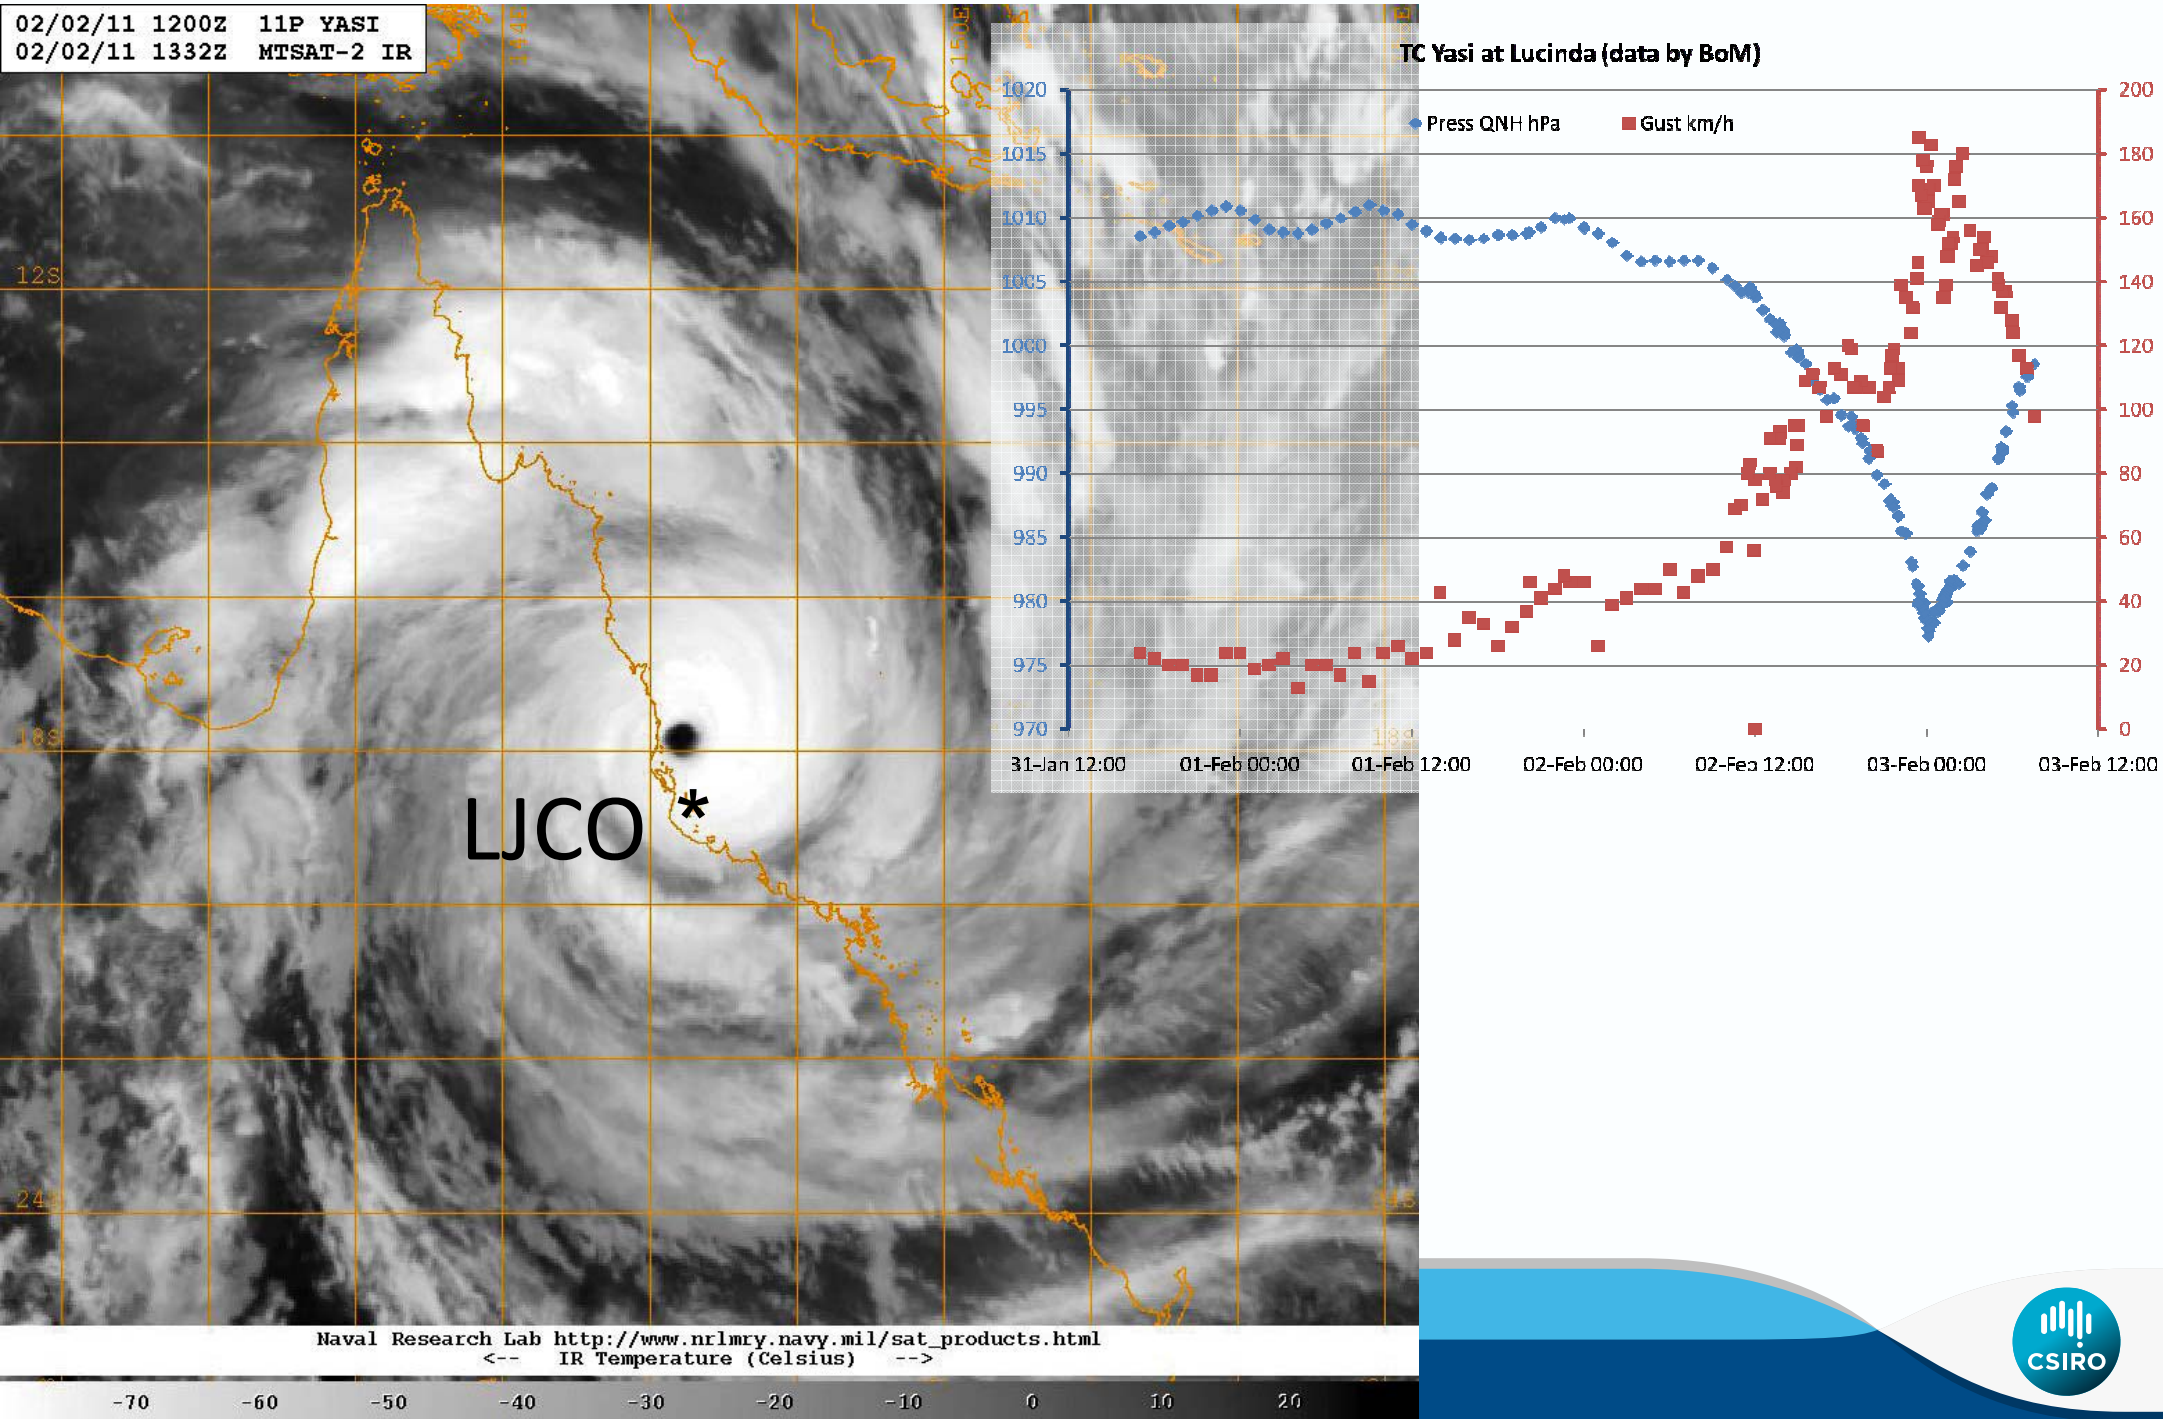 02/02/11 1200Z 11P YASI
02/02/11 1332Z MTSAT-2 IR
144E
150E
12S
18S
18S
24S
24S
LJCO *
TC Yasi at Lucinda (data by BoM)
Press QNH hPa
Gust km/h
1020
1015
1010
1005
1000
995
990
985
980
975
970
200
180
160
140
120
100
80
60
40
20
0
31-Jan 12:00 01-Feb 00:00 01-Feb 12:00 02-Feb 00:00 02-Feb 12:00 03-Feb 00:00 03-Feb 12:00
Naval Research Lab http://www.nrlmry.navy.mil/sat_products.html
<-- IR Temperature (Celsius) -->
-70 -60 -50 -40 -30 -20 -10 0 10 20
CSIRO